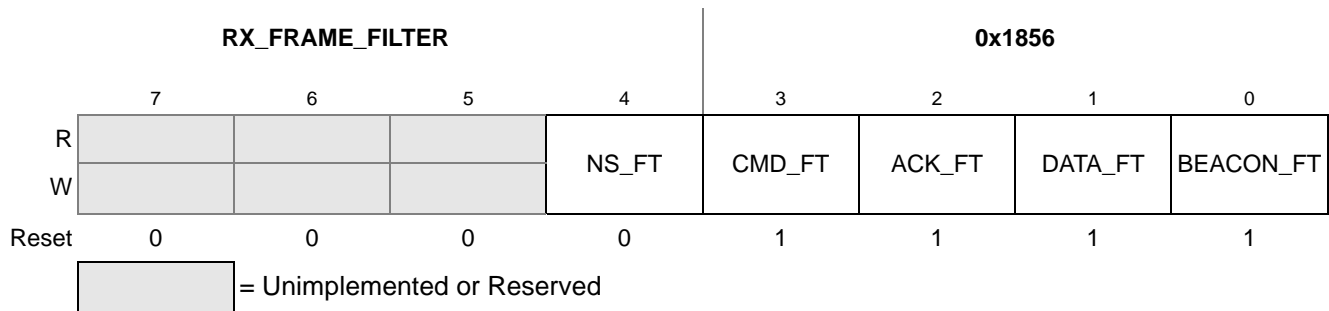 RX_FRAME_FILTER 0x1856
7 6 5 4 3 2 1 0
R
NS_FT CMD_FT ACK_FT DATA_FT BEACON_FT
W
Reset 0 0 0 0 1 1 1 1
= Unimplemented or Reserved